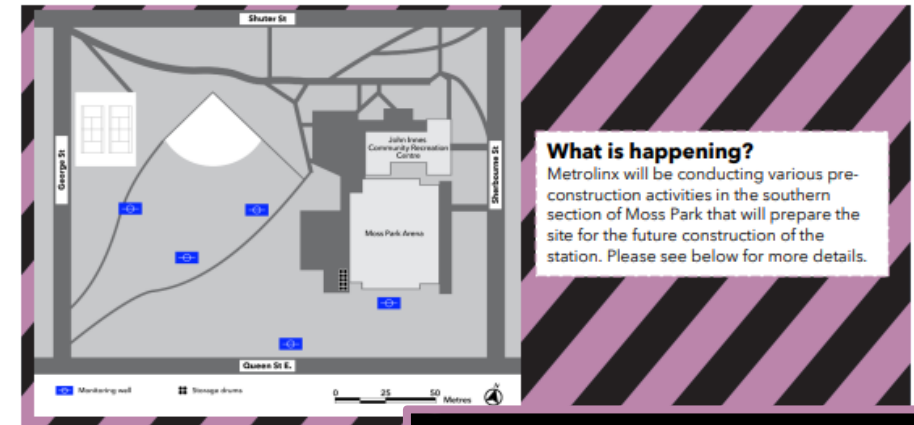 Shuter St
George St
John Innes
Community Recreation
Centre
Sherbourne St
Moss Park Arena
Queen St E.
Monitoring well
Storage drums
0 25 50 Metres
N
What is happening?
Metrolinx will be conducting various pre-
construction activities in the southern
section of Moss Park that will prepare the
site for the future construction of the
station. Please see below for more details.